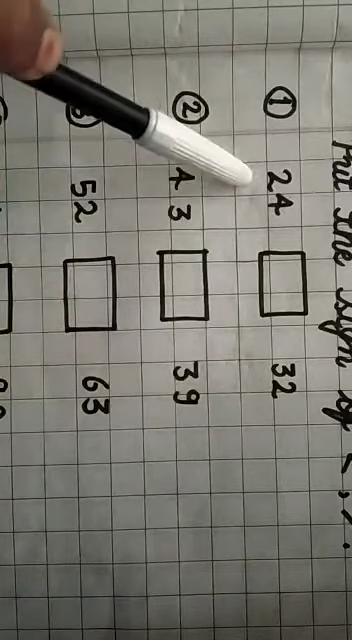 Put the sign of <, >.
① 24 □ 32
② 43 □ 39
52 □ 63